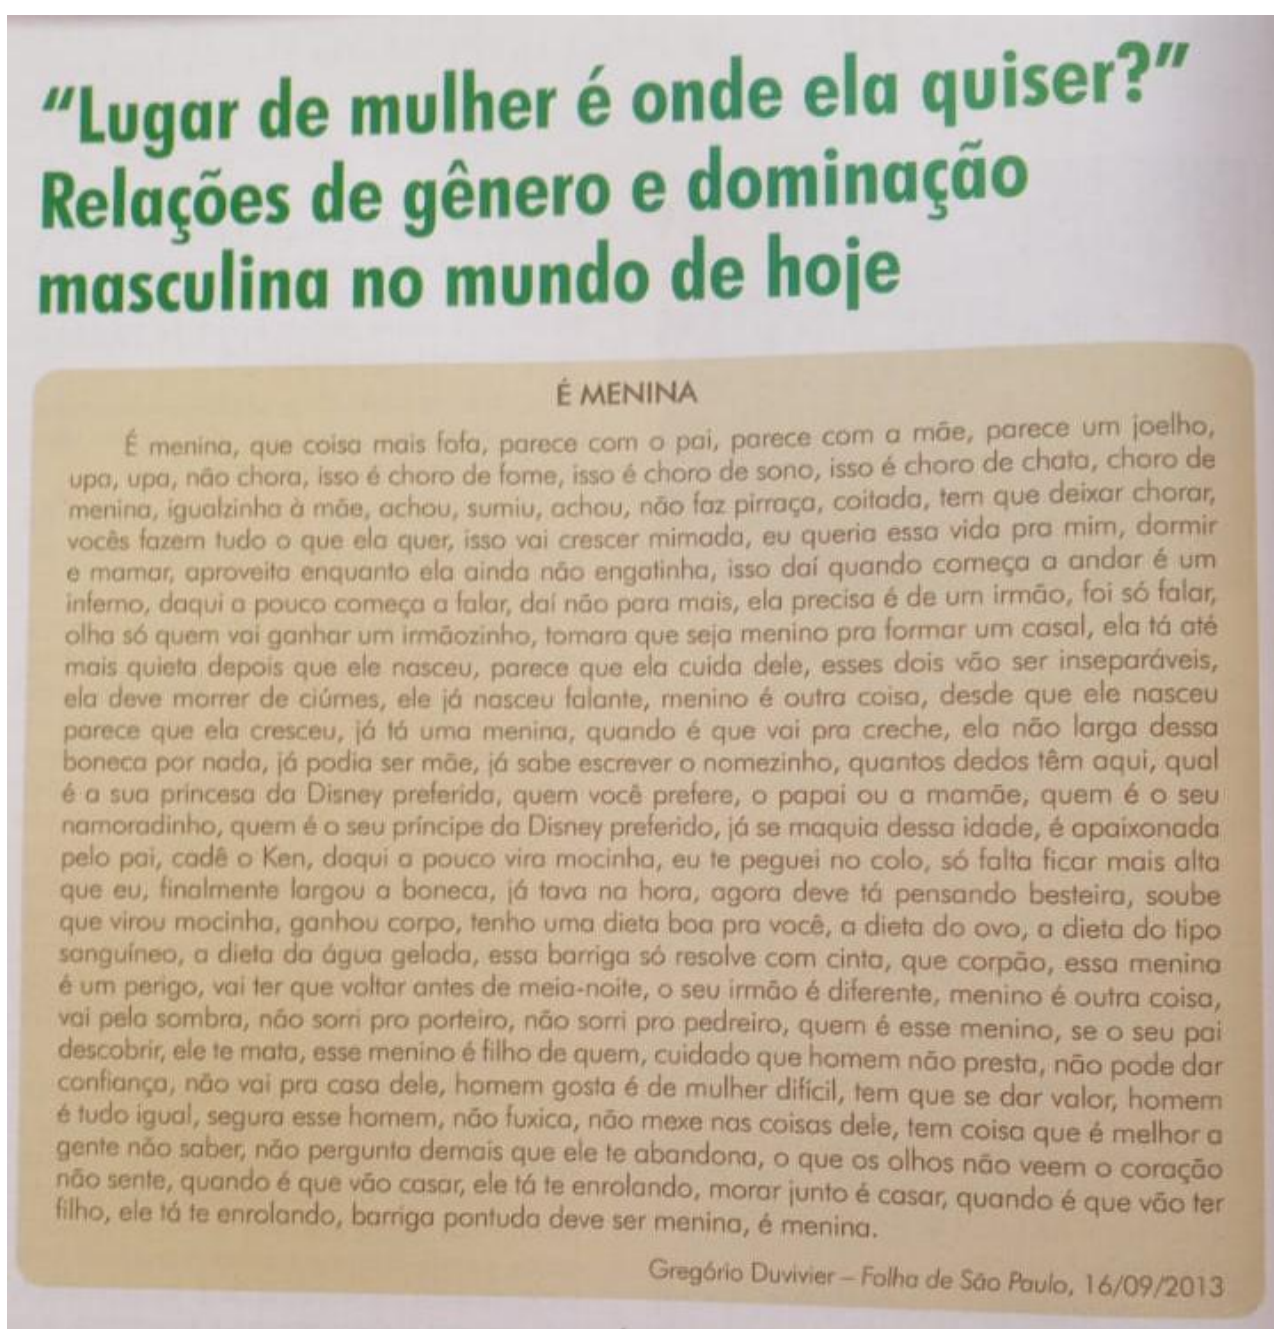 “Lugar de mulher é onde ela quiser?”
Relações de gênero e dominação
masculina no mundo de hoje
É MENINA
É menina, que coisa mais fofa, parece com o pai, parece com a mãe, parece um joelho,
upa, upa, não chora, isso é choro de fome, isso é choro de sono, isso é choro de chata, choro de
menina, igualzinha à mãe, achou, sumiu, achou, não faz pirraça, coitada, tem que deixar chorar,
vocês fazem tudo o que ela quer, isso vai crescer mimada, eu queria essa vida pra mim, dormir
e mamar, aproveita enquanto ela ainda não engatinha, isso daí quando começa a andar é um
inferno, daqui a pouco começa a falar, daí não para mais, ela precisa é de um irmão, foi só falar,
olha só quem vai ganhar um irmãozinho, tomara que seja menino pra formar um casal, ela tá até
mais quieta depois que ele nasceu, parece que ela cuida dele, esses dois vão ser inseparáveis,
ela deve morrer de ciúmes, ele já nasceu falante, menino é outra coisa, desde que ele nasceu
parece que ela cresceu, já tá uma menina, quando é que vai pra creche, ela não larga dessa
boneca por nada, já podia ser mãe, já sabe escrever o nomezinho, quantos dedos têm aqui, qual
é a sua princesa da Disney preferida, quem você prefere, o papai ou a mamãe, quem é o seu
namoradinho, quem é o seu príncipe da Disney preferido, já se maquia dessa idade, é apaixonada
pelo pai, cadê o Ken, daqui a pouco vira mocinha, eu te peguei no colo, só falta ficar mais alta
que eu, finalmente largou a boneca, já tava na hora, agora deve tá pensando besteira, soube
que virou mocinha, ganhou corpo, tenho uma dieta boa pra você, a dieta do ovo, a dieta do tipo
sanguíneo, a dieta da água gelada, essa barriga só resolve com cinta, que corpão, essa menina
é um perigo, vai ter que voltar antes de meia-noite, o seu irmão é diferente, menino é outra coisa,
vai pela sombra, não sorri pro porteiro, não sorri pro pedreiro, quem é esse menino, se o seu pai
descobrir, ele te mata, esse menino é filho de quem, cuidado que homem não presta, não pode dar
confiança, não vai pra casa dele, homem gosta é de mulher difícil, tem que se dar valor, homem
é tudo igual, segura esse homem, não fuxica, não mexe nas coisas dele, tem coisa que é melhor a
gente não saber, não pergunta demais que ele te abandona, o que os olhos não veem o coração
não sente, quando é que vão casar, ele tá te enrolando, morar junto é casar, quando é que vão ter
filho, ele tá te enrolando, barriga pontuda deve ser menina, é menina.
Gregório Duvivier – Folha de São Paulo, 16/09/2013